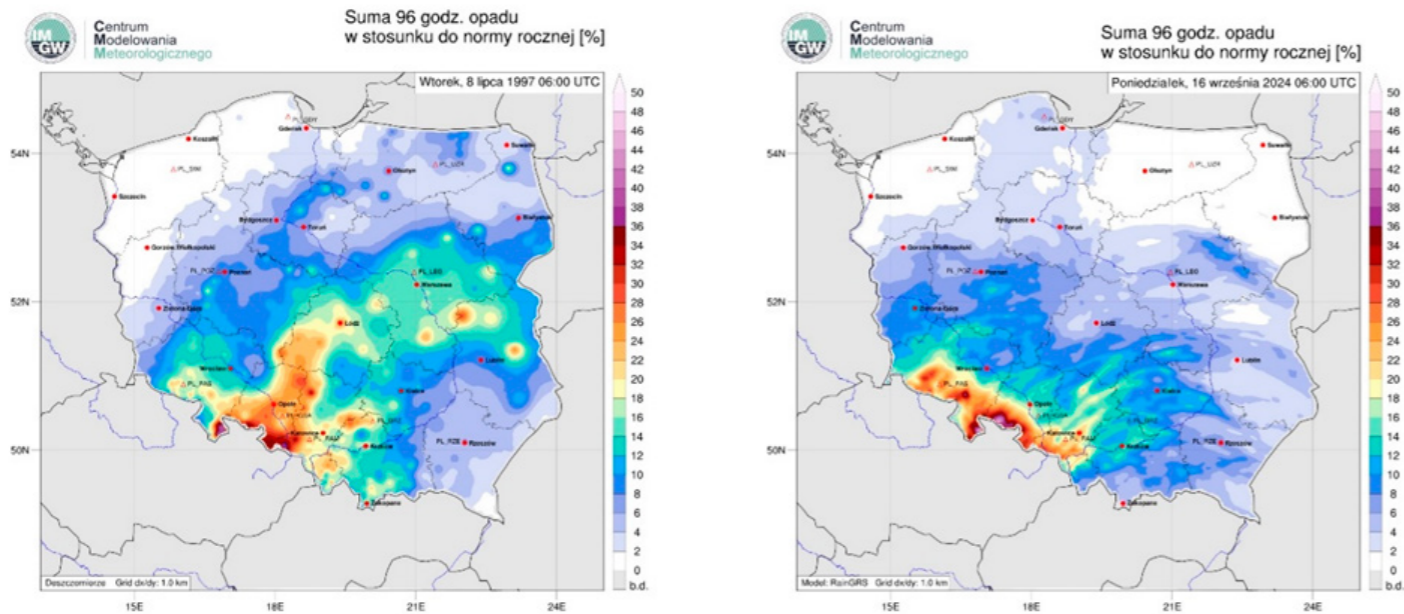 IM
GW
Centrum
Modelowania
Meteorologicznego
Suma 96 godz. opadu
w stosunku do normy rocznej [%]
Wtorek, 8 lipca 1997 06:00 UTC
50
48
46
44
42
40
38
36
34
32
30
28
26
24
22
20
18
16
14
12
10
8
6
4
2
0
b.d.
54N
52N
50N
15E
18E
21E
24E
Koszalin
Gdańsk
Suwałki
Olsztyn
Szczecin
Bydgoszcz
Toruń
Białystok
Gorzów Wielkopolski
Poznań
Warszawa
Zielona Góra
Łódź
Wrocław
Lublin
Kielce
Opole
Katowice
Kraków
PL_RZE
Rzeszów
Zakopane
Deszczomierze Grid dx/dy: 1.0 km
IM
GW
Centrum
Modelowania
Meteorologicznego
Suma 96 godz. opadu
w stosunku do normy rocznej [%]
Poniedziałek, 16 września 2024 06:00 UTC
50
48
46
44
42
40
38
36
34
32
30
28
26
24
22
20
18
16
14
12
10
8
6
4
2
0
b.d.
54N
52N
50N
15E
18E
21E
24E
Koszalin
Gdańsk
Suwałki
Olsztyn
Szczecin
Bydgoszcz
Toruń
Białystok
Gorzów Wielkopolski
Poznań
Warszawa
Zielona Góra
Łódź
Wrocław
Lublin
Kielce
Opole
Katowice
Kraków
PL_RZE
Rzeszów
Zakopane
Model: RainGRS Grid dx/dy: 1.0 km